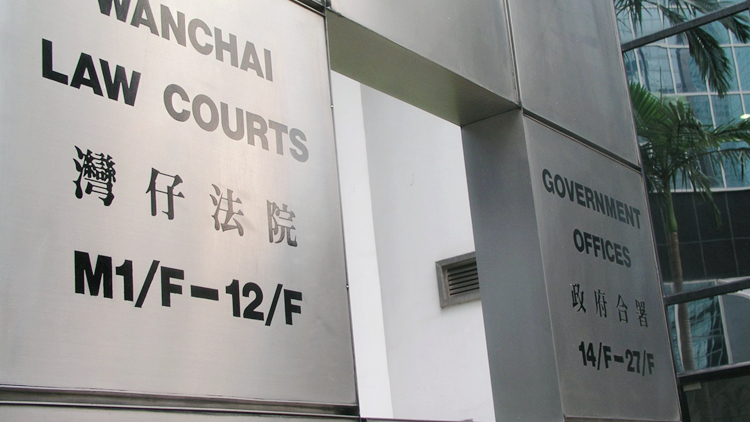 WANCHAI
LAW COURTS
灣仔法院
M1/F－12/F
GOVERNMENT
OFFICES
政府合署
14/F－27/F